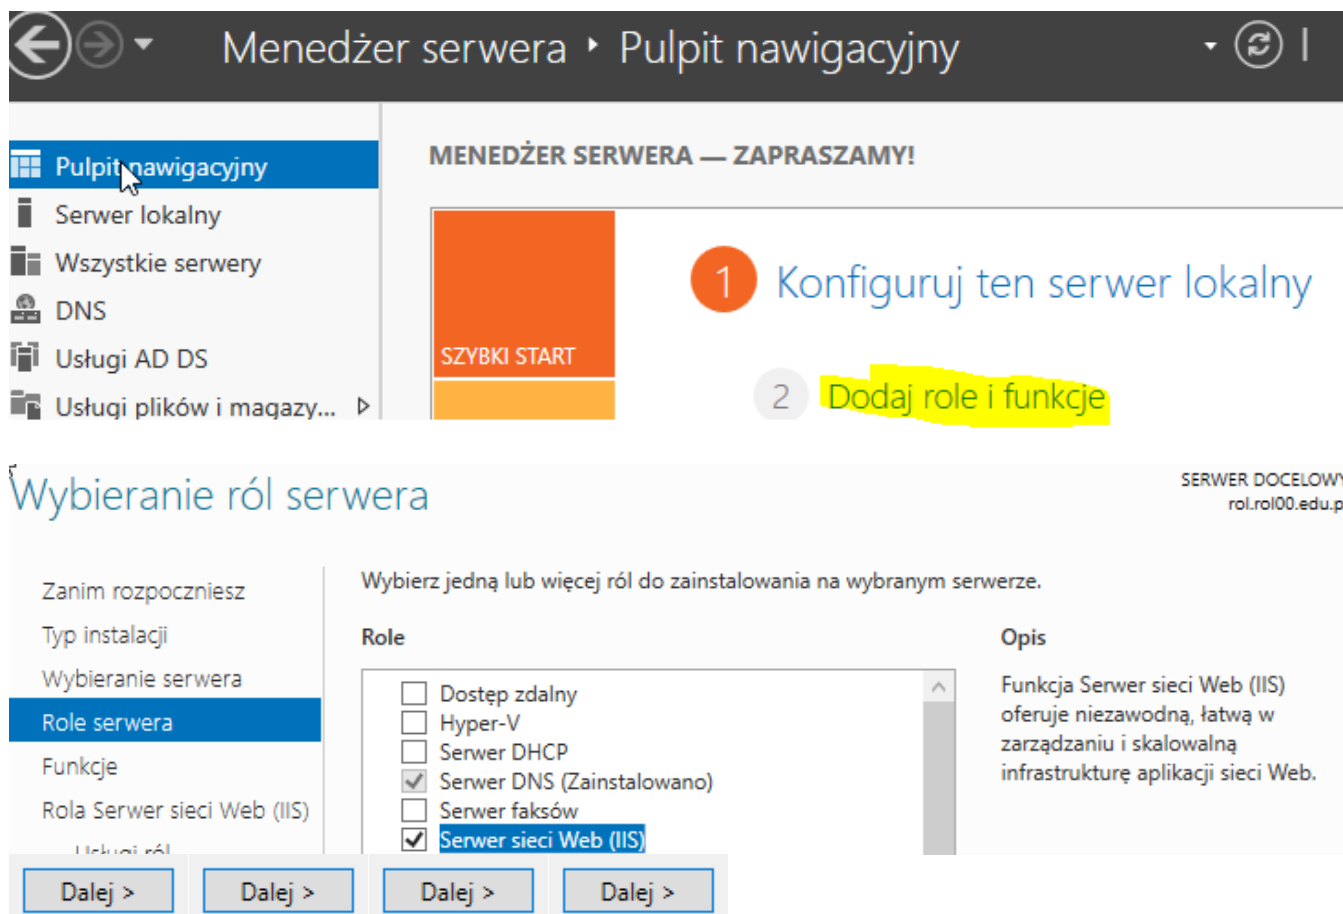 Menedżer serwera ‣ Pulpit nawigacyjny
Pulpit nawigacyjny
Serwer lokalny
Wszystkie serwery
DNS
Usługi AD DS
Usługi plików i magazy...
MENEDŻER SERWERA — ZAPRASZAMY!
SZYBKI START
1 Konfiguruj ten serwer lokalny
2 Dodaj role i funkcje
Wybieranie ról serwera
SERWER DOCELOWY
rol.rol00.edu.p
Zanim rozpoczniesz
Typ instalacji
Wybieranie serwera
Role serwera
Funkcje
Rola Serwer sieci Web (IIS)
Usługi ról
Wybierz jedną lub więcej ról do zainstalowania na wybranym serwerze.
Role
Dostęp zdalny
Hyper-V
Serwer DHCP
Serwer DNS (Zainstalowano)
Serwer faksów
Serwer sieci Web (IIS)
Opis
Funkcja Serwer sieci Web (IIS)
oferuje niezawodną, łatwą w
zarządzaniu i skalowalną
infrastrukturę aplikacji sieci Web.
Dalej > Dalej > Dalej > Dalej >